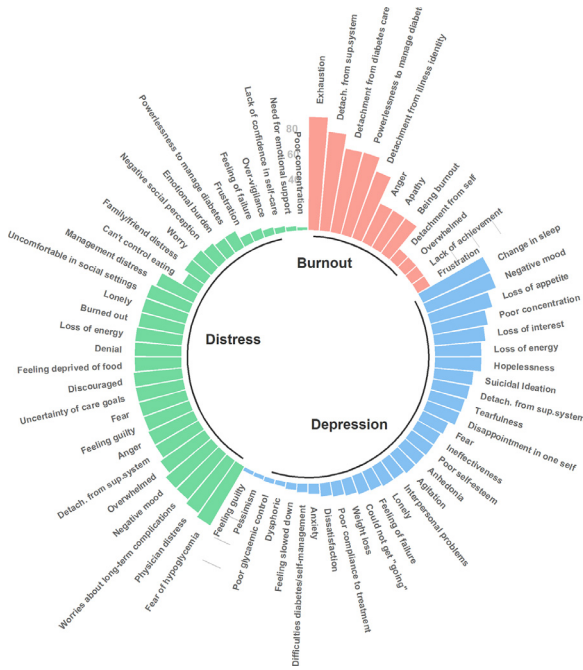 Exhaustion
Detach. from sup.system
Detachment from diabetes care
Powerlessness to manage diabet
Detachment from illness identity
Anger
Apathy
Being burnout
Detachment from self
Overwhelmed
Lack of achievement
Frustration
Change in sleep
Negative mood
Loss of appetite
Poor concentration
Loss of interest
Loss of energy
Hopelessness
Suicidal Ideation
Detach. from sup.system
Tearfulness
Disappointment in one self
Fear
Ineffectiveness
Poor self-esteem
Anhedonia
Agitation
Interpersonal problems
Lonely
Feeling of failure
Could not get "going"
Weight loss
Poor compliance to treatment
Dissatisfaction
Anxiety
Difficulties diabetes/self-management
Feeling slowed down
Dysphoric
Poor glycaemic control
Pressimism
Feeling guilty
Fear of hypoglycemia
Physician distress
Worries about long-term complications
Negative mood
Overwhelmed
Detach. from sup.system
Anger
Feeling guilty
Fear
Uncertainty of care goals
Discouraged
Feeling deprived of food
Denial
Loss of energy
Burned out
Lonely
Uncomfortable in social settings
Management distress
Can't control eating
Family/friend distress
Worry
Negative social perception
Emotional burden
Powerlessness to manage diabetes
Frustration
Feeling of failure
Over-vigilance
Lack of confidence in self-care
Need for emotional support
Poor concentration
80
Burnout
Distress
Depression